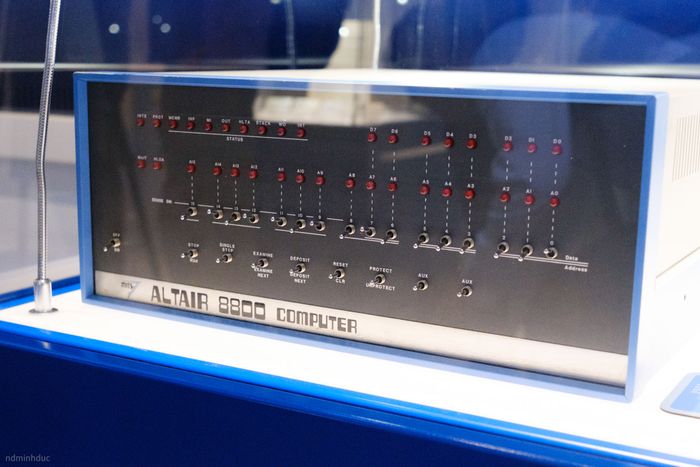 INTE PROT MEMR INP MI OUT HLTA STACK WO INT
STATUS
D7 D6 D5 D4 D3 D2 D1 D0
WAIT HLDA
A15 A14 A13 A12 A11 A10 A9 A8 A7 A6 A5 A4 A3 A2 A1 A0
OFF
ON
STOP
RUN
SINGLE
STEP
EXAMINE
EXAMINE
NEXT
DEPOSIT
DEPOSIT
NEXT
RESET
CLR
PROTECT
UNPROTECT
AUX
AUX
Data
Address
mits
ALTAIR 8800 COMPUTER
ndminhduc